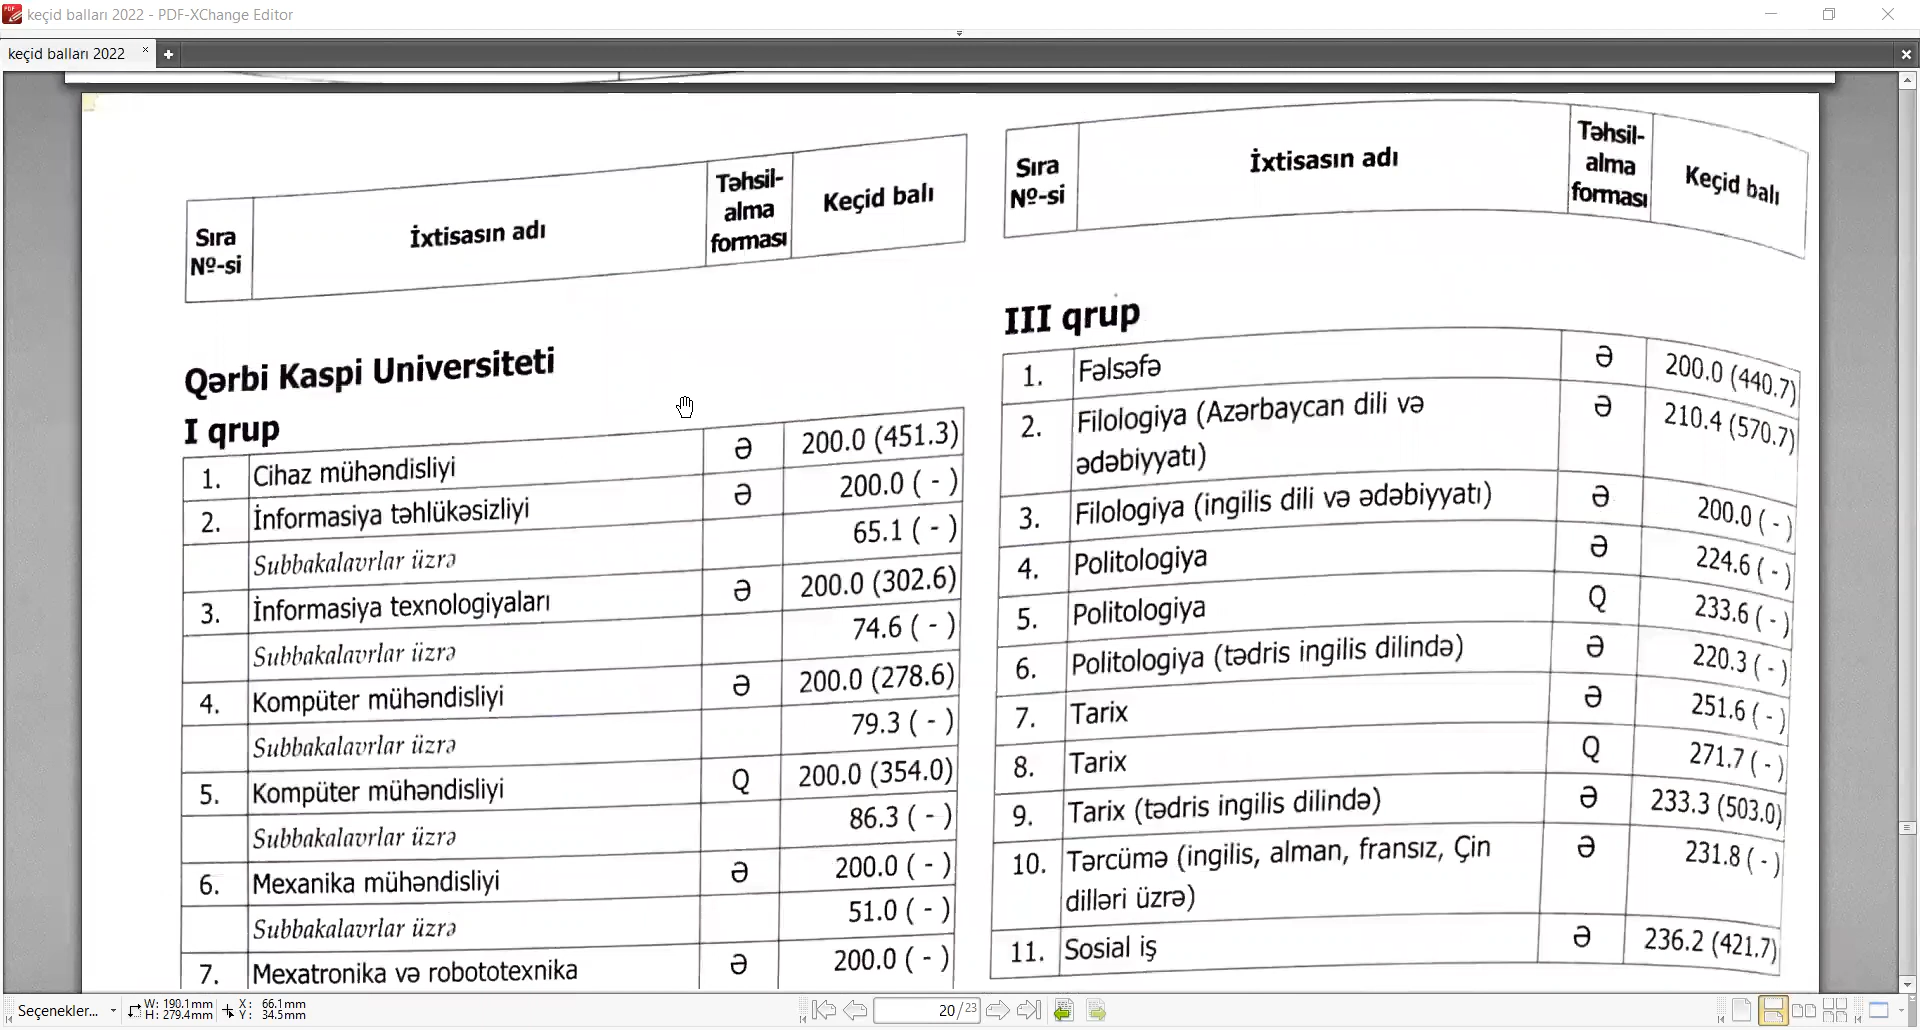 keçid balları 2022 - PDF-XChange Editor
keçid balları 2022
Sıra
Nº-si
İxtisasın adı
Təhsil-
alma
forması
Keçid balı
Qərbi Kaspi Universiteti
I qrup
1. Cihaz mühəndisliyi Ə 200.0 (451.3)
2. İnformasiya təhlükəsizliyi Ə 200.0 ( - )
Subbakalavrlar üzrə 65.1 ( - )
3. İnformasiya texnologiyaları Ə 200.0 (302.6)
Subbakalavrlar üzrə 74.6 ( - )
4. Kompüter mühəndisliyi Ə 200.0 (278.6)
Subbakalavrlar üzrə 79.3 ( - )
5. Kompüter mühəndisliyi Q 200.0 (354.0)
Subbakalavrlar üzrə 86.3 ( - )
6. Mexanika mühəndisliyi Ə 200.0 ( - )
Subbakalavrlar üzrə 51.0 ( - )
7. Mexatronika və robototexnika Ə 200.0 ( - )
Sıra
Nº-si
İxtisasın adı
Təhsil-
alma
forması
Keçid balı
III qrup
1. Fəlsəfə Ə 200.0 (440.7)
2. Filologiya (Azərbaycan dili və Ə 210.4 (570.7)
ədəbiyyatı)
3. Filologiya (ingilis dili və ədəbiyyatı) Ə 200.0 ( - )
4. Politologiya Ə 224.6 ( - )
5. Politologiya Q 233.6 ( - )
6. Politologiya (tədris ingilis dilində) Ə 220.3 ( - )
7. Tarix Ə 251.6 ( - )
8. Tarix Q 271.7 ( - )
9. Tarix (tədris ingilis dilində) Ə 233.3 (503.0)
10. Tərcümə (ingilis, alman, fransız, Çin Ə 231.8 ( - )
dilləri üzrə)
11. Sosial iş Ə 236.2 (421.7)
Seçenekler...
W: 190.1mm
H: 279.4mm
X: 66.1mm
Y: 34.5mm
20 / 23